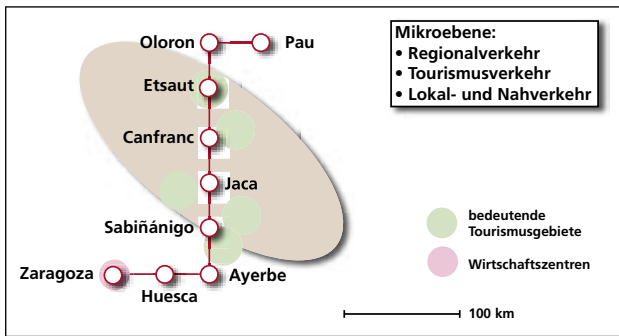 Oloron
Pau
Etsaut
Canfranc
Jaca
Sabiñánigo
Zaragoza
Huesca
Ayerbe
Mikroebene:
• Regionalverkehr
• Tourismusverkehr
• Lokal- und Nahverkehr
bedeutende
Tourismusgebiete
Wirtschaftszentren
100 km